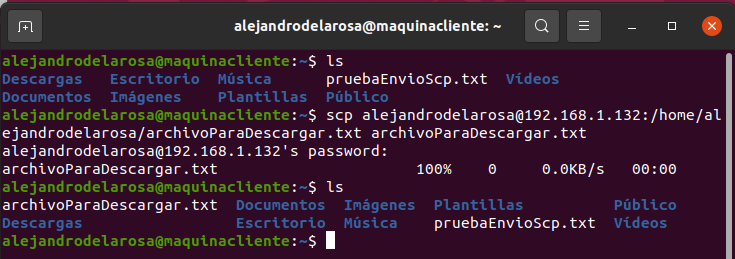 alejandrodelarosa@maquinacliente: ~
alejandrodelarosa@maquinacliente:~$ ls
Descargas Escritorio Música pruebaEnvioScp.txt Vídeos
Documentos Imágenes Plantillas Público
alejandrodelarosa@maquinacliente:~$ scp alejandrodelarosa@192.168.1.132:/home/al
ejandrodelarosa/archivoParaDescargar.txt archivoParaDescargar.txt
alejandrodelarosa@192.168.1.132's password:
archivoParaDescargar.txt 100% 0 0.0KB/s 00:00
alejandrodelarosa@maquinacliente:~$ ls
archivoParaDescargar.txt Documentos Imágenes Plantillas Público
Descargas Escritorio Música pruebaEnvioScp.txt Vídeos
alejandrodelarosa@maquinacliente:~$